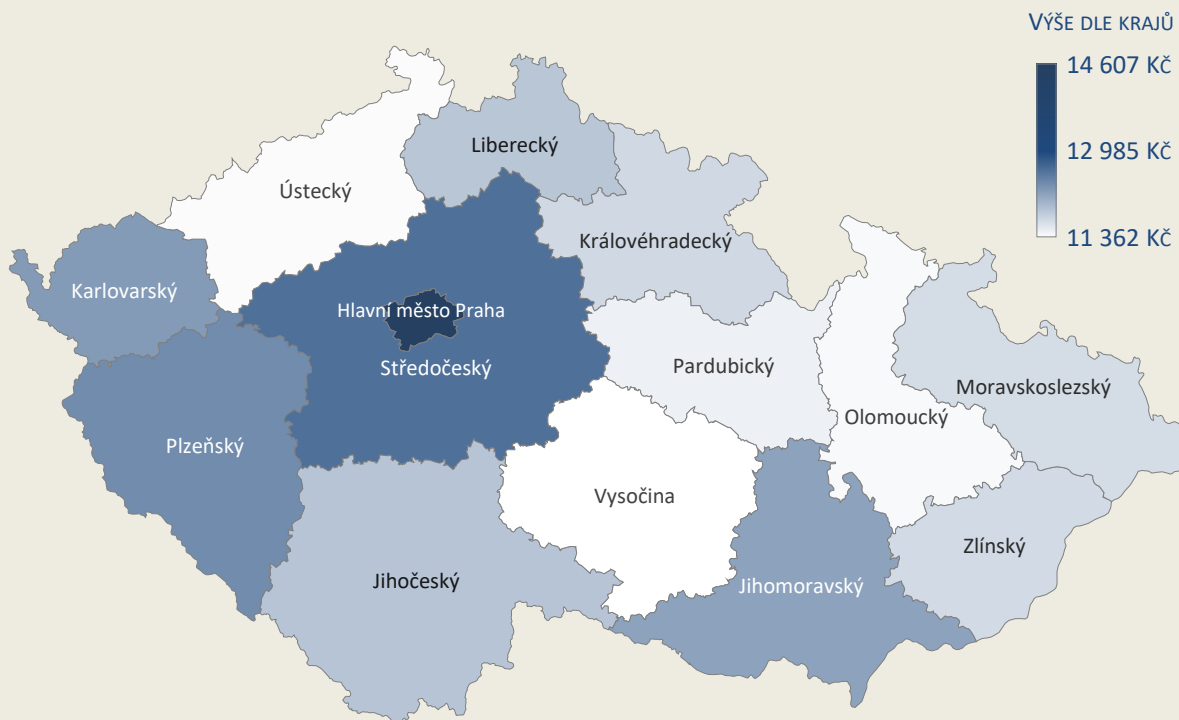 VÝŠE DLE KRAJŮ
14 607 KČ
12 985 KČ
11 362 KČ
Liberecký
Ústecký
Královéhradecký
Karlovarský
Hlavní město Praha
Středočeský
Pardubický
Moravskoslezský
Olomoucký
Plzeňský
Vysočina
Zlínský
Jihočeský
Jihomoravský